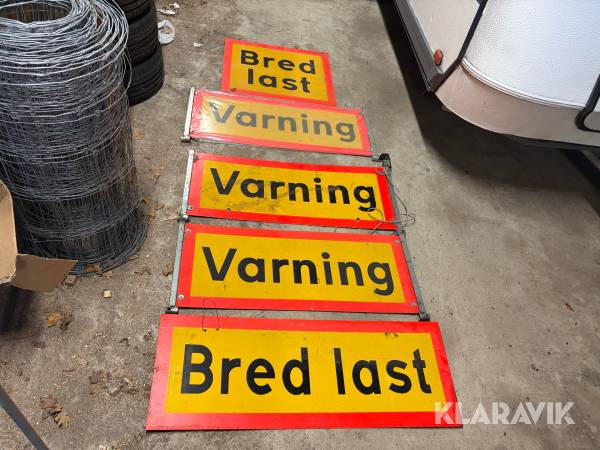 Bred
last
Varning
Varning
Varning
Bred last
KLARAVIK